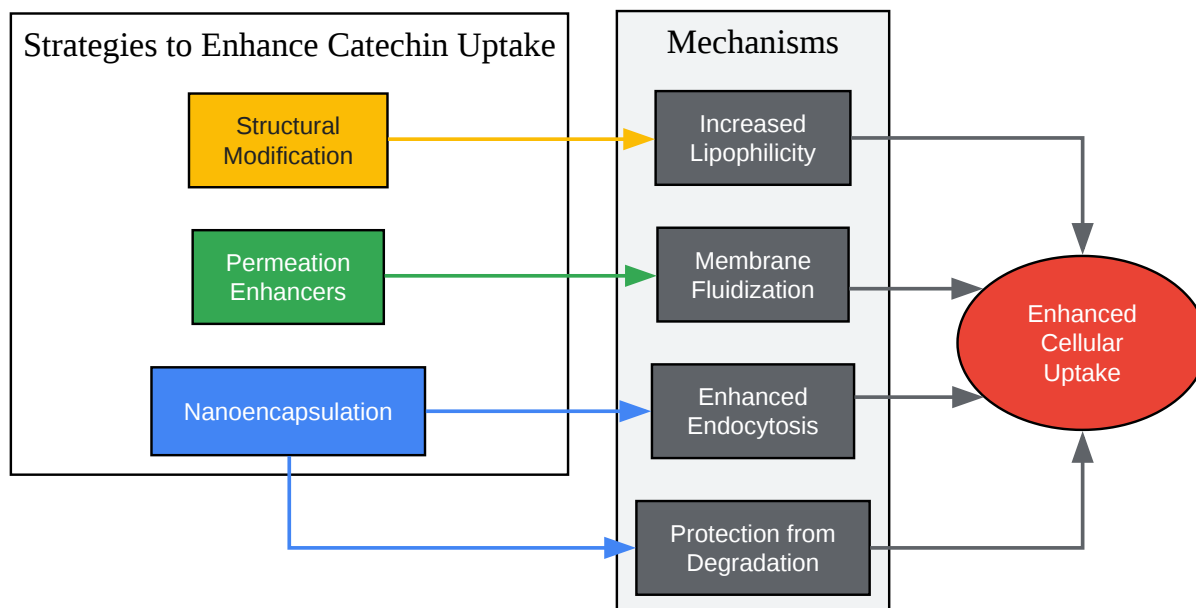 Strategies to Enhance Catechin Uptake
Structural
Modification
Permeation
Enhancers
Nanoencapsulation
Mechanisms
Increased
Lipophilicity
Membrane
Fluidization
Enhanced
Endocytosis
Protection from
Degradation
Enhanced
Cellular
Uptake